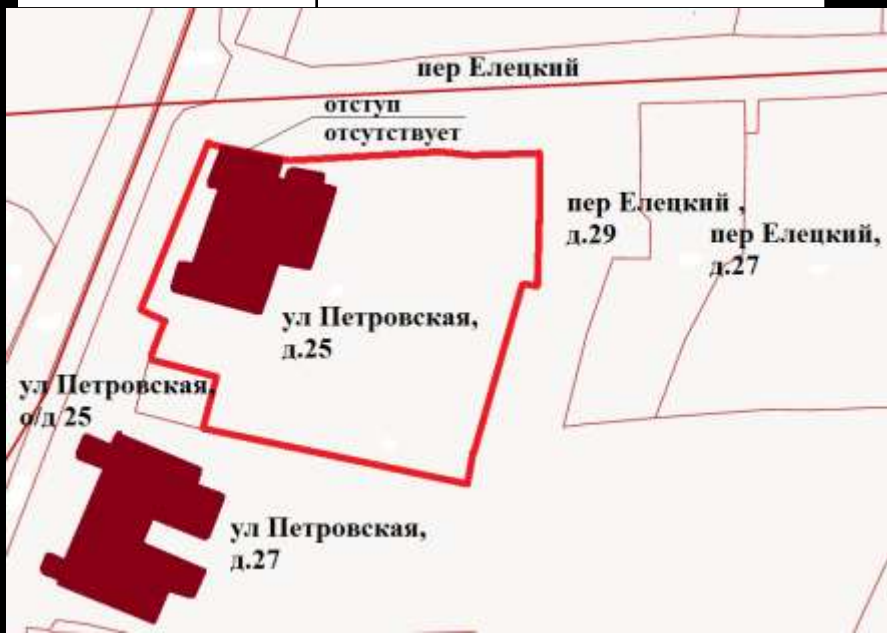 пер Елецкий
отступ
отсутствует
пер Елецкий ,
д.29
пер Елецкий,
д.27
ул Петровская,
д.25
ул Петровская,
о/д 25
ул Петровская,
д.27